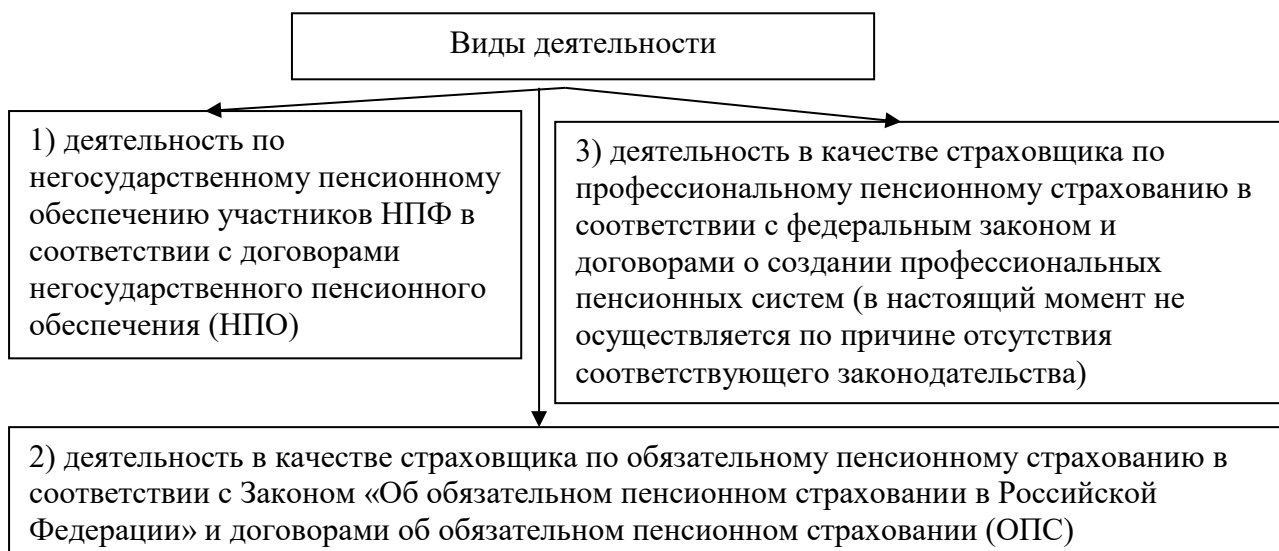 Виды деятельности
1) деятельность по
негосударственному пенсионному
обеспечению участников НПФ в
соответствии с договорами
негосударственного пенсионного
обеспечения (НПО)
3) деятельность в качестве страховщика по
профессиональному пенсионному страхованию в
соответствии с федеральным законом и
договорами о создании профессиональных
пенсионных систем (в настоящий момент не
осуществляется по причине отсутствия
соответствующего законодательства)
2) деятельность в качестве страховщика по обязательному пенсионному страхованию в
соответствии с Законом «Об обязательном пенсионном страховании в Российской
Федерации» и договорами об обязательном пенсионном страховании (ОПС)